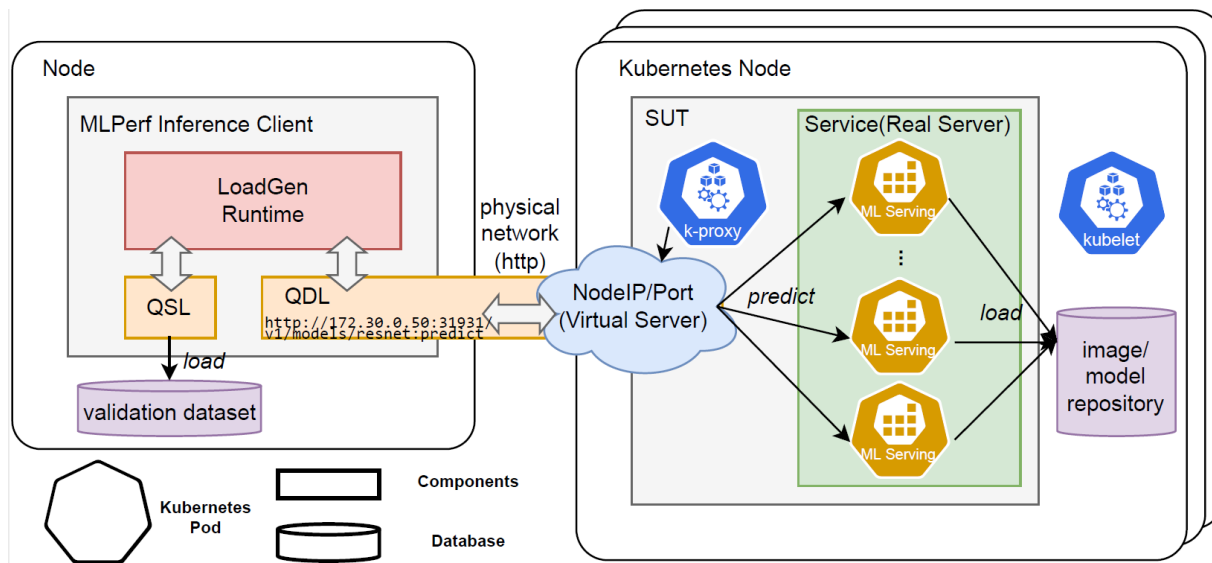 Node
MLPerf Inference Client
LoadGen
Runtime
QSL
QDL
http://172.30.0.50:31931/
v1/models/resnet:predict
load
validation dataset
physical
network
(http)
Kubernetes Node
SUT
k-proxy
NodeIP/Port
(Virtual Server)
predict
Service(Real Server)
ML Serving
...
ML Serving
ML Serving
load
kubelet
image/
model
repository
Kubernetes
Pod
Components
Database